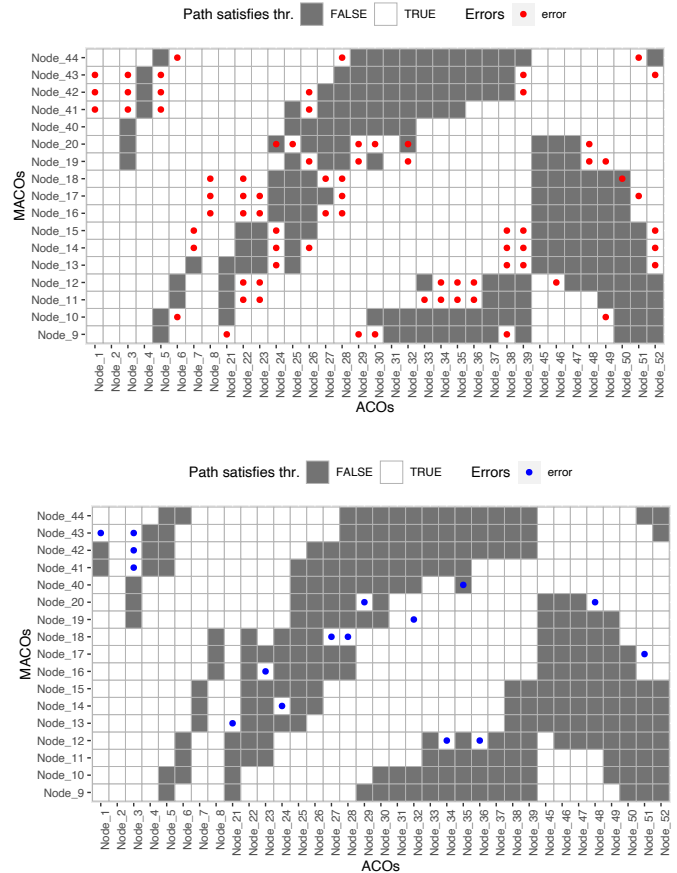 Path satisfies thr. FALSE TRUE Errors error
Node_44
Node_43
Node_42
Node_41
Node_40
Node_20
Node_19
Node_18
Node_17
Node_16
Node_15
Node_14
Node_13
Node_12
Node_11
Node_10
Node_9
MACOs
Node_1
Node_2
Node_3
Node_4
Node_5
Node_6
Node_7
Node_8
Node_21
Node_22
Node_23
Node_24
Node_25
Node_26
Node_27
Node_28
Node_29
Node_30
Node_31
Node_32
Node_33
Node_34
Node_35
Node_36
Node_37
Node_38
Node_39
Node_45
Node_46
Node_47
Node_48
Node_49
Node_50
Node_51
Node_52
ACOs
Path satisfies thr. FALSE TRUE Errors error
Node_44
Node_43
Node_42
Node_41
Node_40
Node_20
Node_19
Node_18
Node_17
Node_16
Node_15
Node_14
Node_13
Node_12
Node_11
Node_10
Node_9
MACOs
Node_1
Node_2
Node_3
Node_4
Node_5
Node_6
Node_7
Node_8
Node_21
Node_22
Node_23
Node_24
Node_25
Node_26
Node_27
Node_28
Node_29
Node_30
Node_31
Node_32
Node_33
Node_34
Node_35
Node_36
Node_37
Node_38
Node_39
Node_45
Node_46
Node_47
Node_48
Node_49
Node_50
Node_51
Node_52
ACOs